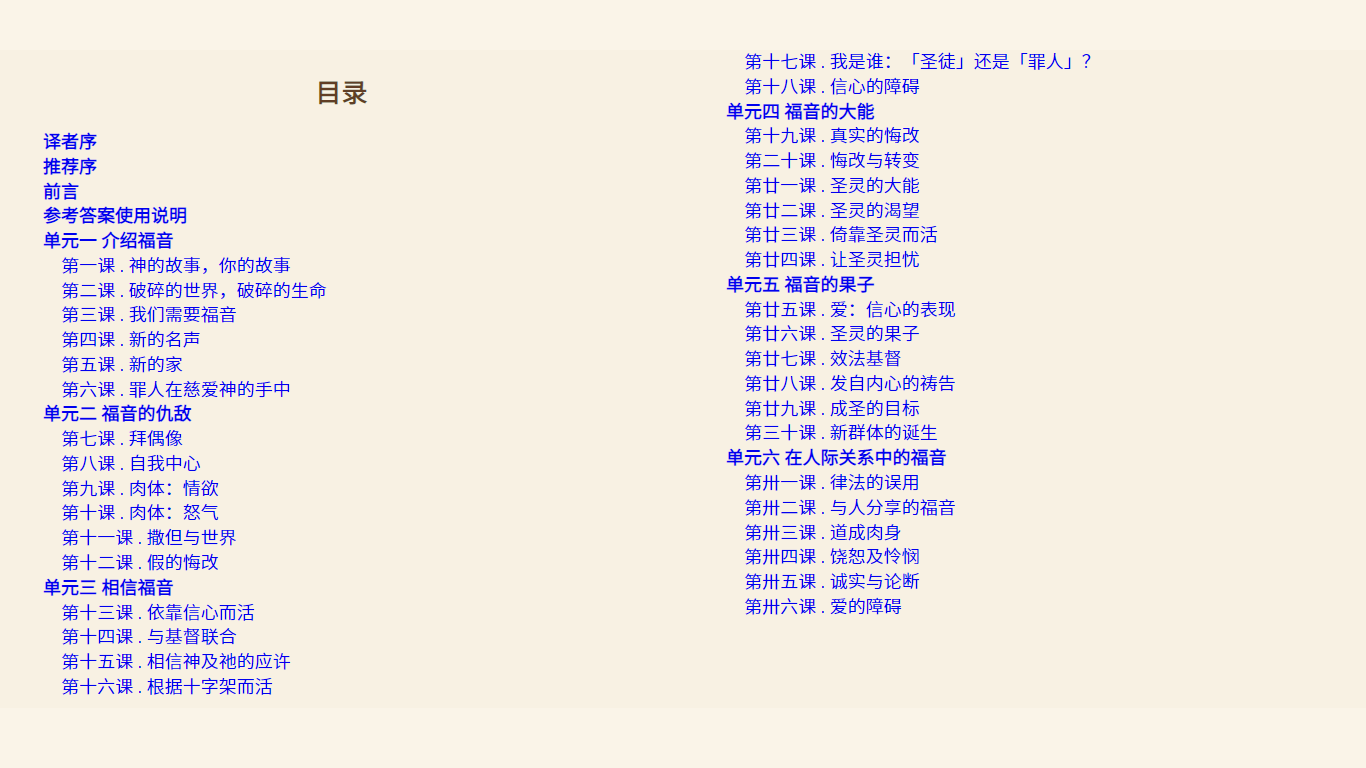 目录
译者序
推荐序
前言
参考答案使用说明
单元一 介绍福音
第一课 . 神的故事，你的故事
第二课 . 破碎的世界，破碎的生命
第三课 . 我们需要福音
第四课 . 新的名声
第五课 . 新的家
第六课 . 罪人在慈爱神的手中
单元二 福音的仇敌
第七课 . 拜偶像
第八课 . 自我中心
第九课 . 肉体：情欲
第十课 . 肉体：怒气
第十一课 . 撒但与世界
第十二课 . 假的悔改
单元三 相信福音
第十三课 . 依靠信心而活
第十四课 . 与基督联合
第十五课 . 相信神及祂的应许
第十六课 . 根据十字架而活
第十七课 . 我是谁：「圣徒」还是「罪人」？
第十八课 . 信心的障碍
单元四 福音的大能
第十九课 . 真实的悔改
第二十课 . 悔改与转变
第廿一课 . 圣灵的大能
第廿二课 . 圣灵的渴望
第廿三课 . 倚靠圣灵而活
第廿四课 . 让圣灵担忧
单元五 福音的果子
第廿五课 . 爱：信心的表现
第廿六课 . 圣灵的果子
第廿七课 . 效法基督
第廿八课 . 发自内心的祷告
第廿九课 . 成圣的目标
第三十课 . 新群体的诞生
单元六 在人际关系中的福音
第卅一课 . 律法的误用
第卅二课 . 与人分享的福音
第卅三课 . 道成肉身
第卅四课 . 饶恕及怜悯
第卅五课 . 诚实与论断
第卅六课 . 爱的障碍